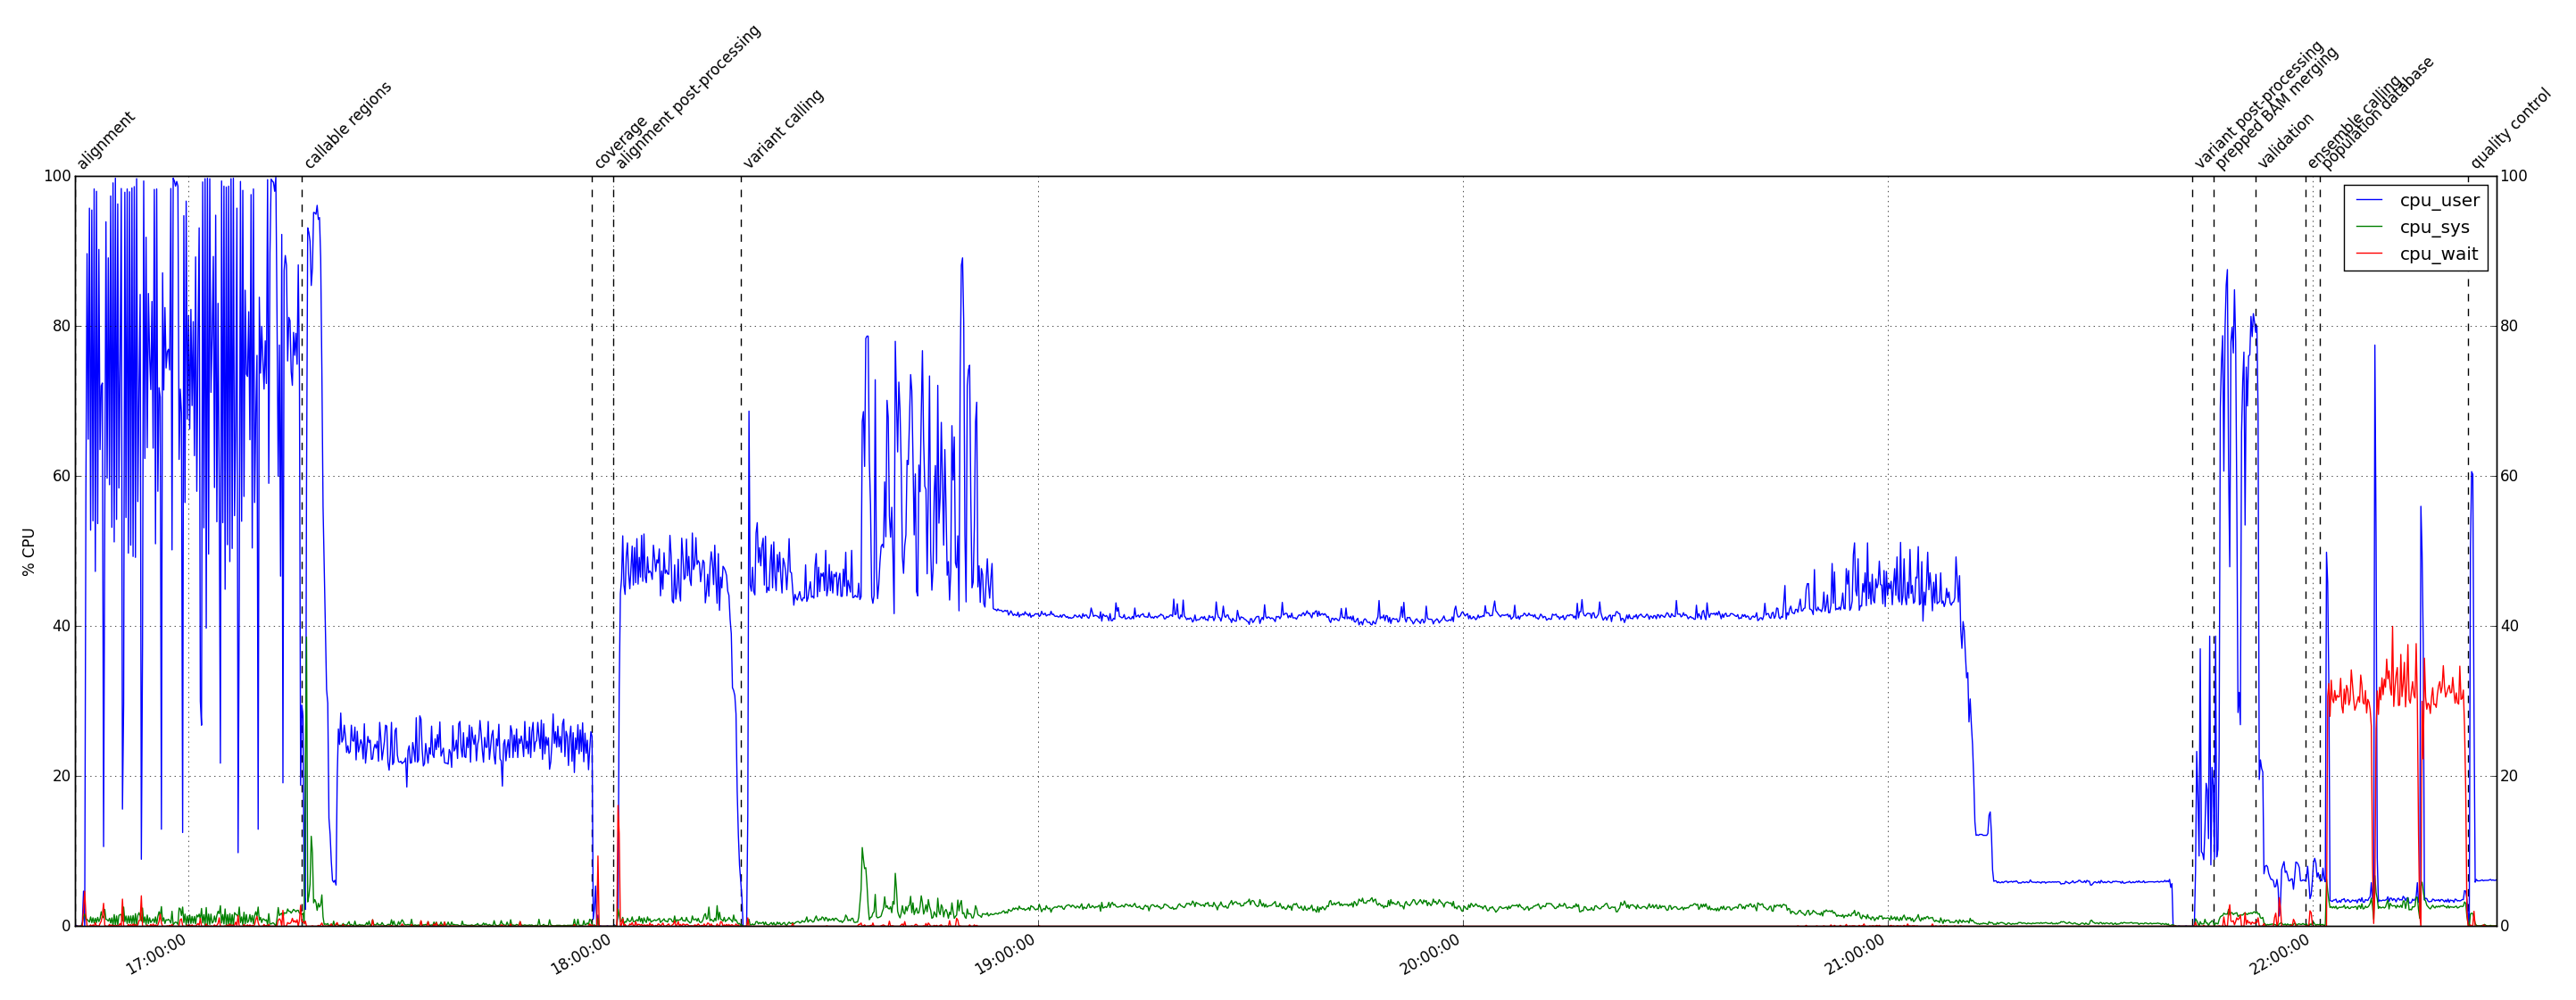 alignment
callable regions
coverage
alignment post-processing
variant calling
variant post-processing
prepped BAM merging
validation
ensemble calling
population database
quality control
100
80
60
40
20
0
100
80
60
40
20
0
% CPU
cpu_user
cpu_sys
cpu_wait
17:00:00
18:00:00
19:00:00
20:00:00
21:00:00
22:00:00